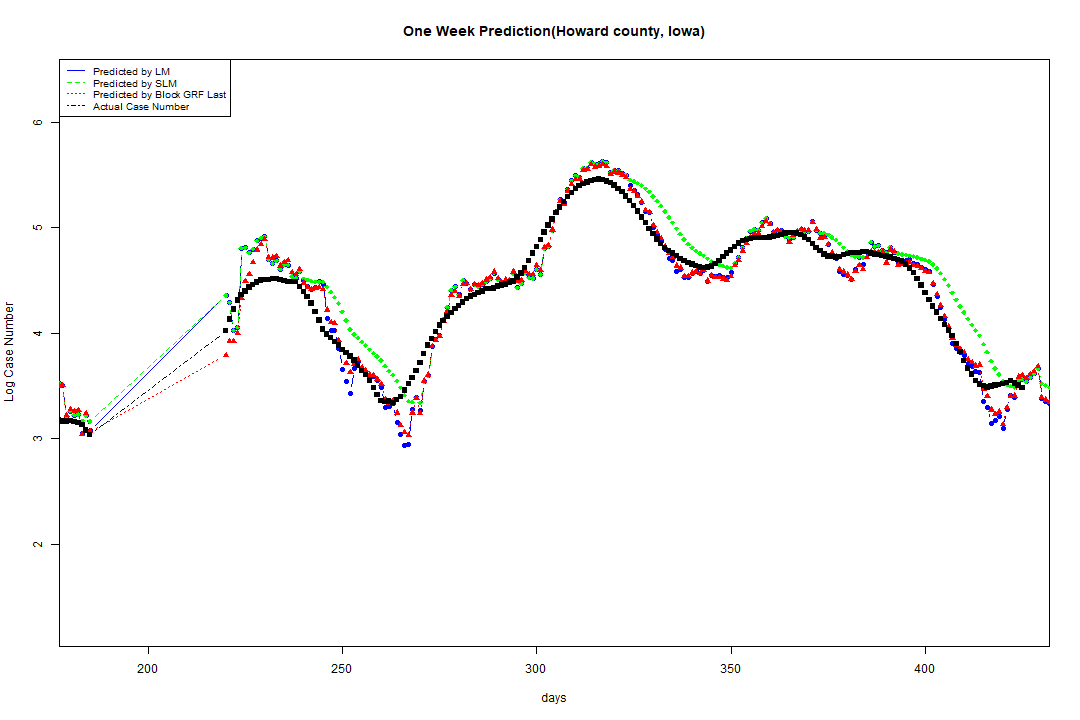 One Week Prediction(Howard county, Iowa)
Predicted by LM
Predicted by SLM
Predicted by Block GRF Last
Actual Case Number
6
5
4
3
2
Log Case Number
200 250 300 350 400
days